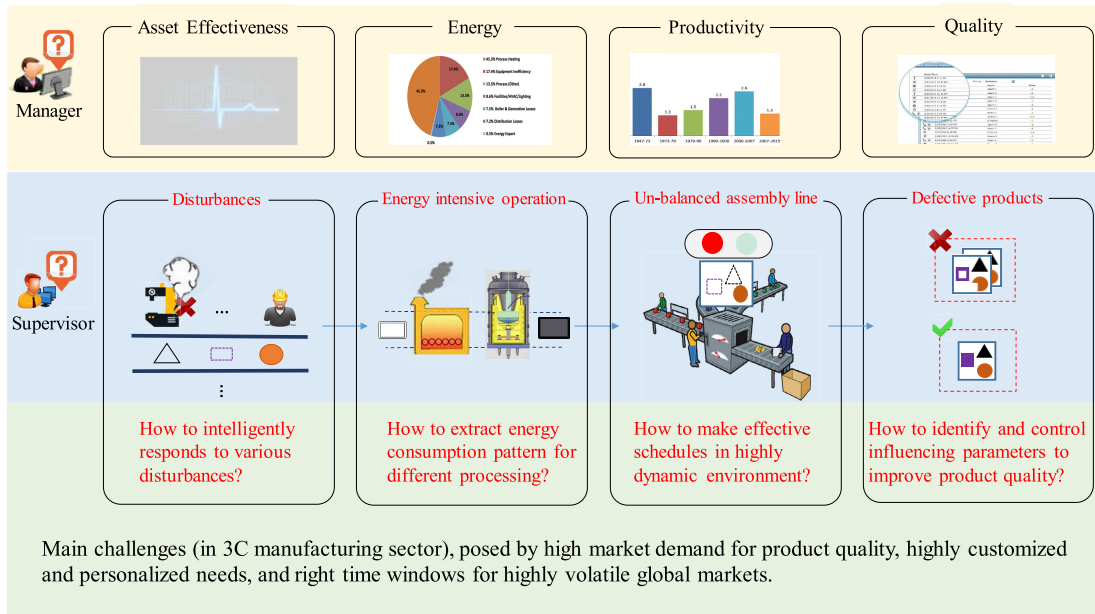 Asset Effectiveness
Energy
Productivity
Quality
Manager
45.0% Process Heating
17.4% Equipment Inefficiency
13.5% Process (Other)
8.6% Facilities/HVAC/Lighting
7.5% Boiler & Generation Losses
7.2% Distribution Losses
0.5% Energy Export
17.4%
13.5%
8.6%
7.5%
7.2%
0.5%
45.0%
2.8
1.2
1.5
2.2
2.6
1.3
1947-73
1973-79
1979-90
1990-2000
2000-2007
2007-2015
Disturbances
Energy intensive operation
Un-balanced assembly line
Defective products
Supervisor
...
How to intelligently
responds to various
disturbances?
How to extract energy
consumption pattern for
different processing?
How to make effective
schedules in highly
dynamic environment?
How to identify and control
influencing parameters to
improve product quality?
Main challenges (in 3C manufacturing sector), posed by high market demand for product quality, highly customized
and personalized needs, and right time windows for highly volatile global markets.